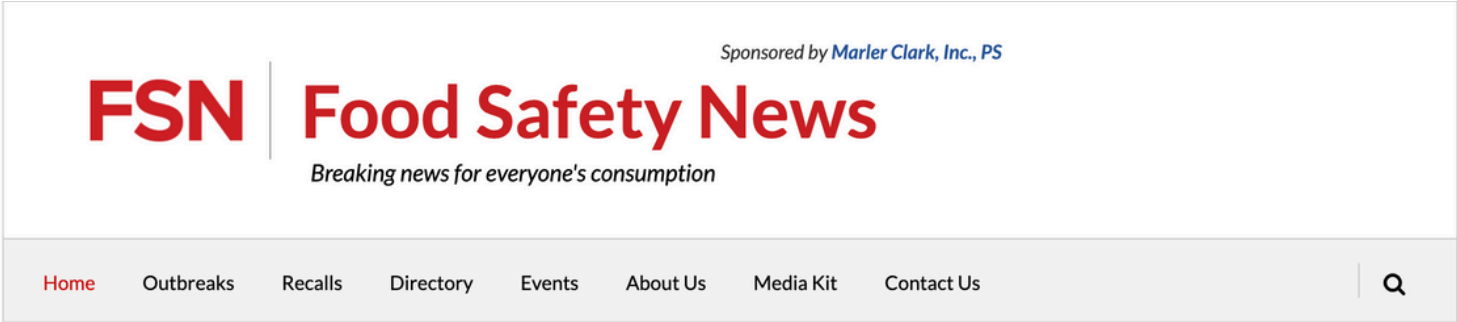 Sponsored by Marler Clark, Inc., PS
FSN Food Safety News
Breaking news for everyone's consumption
Home Outbreaks Recalls Directory Events About Us Media Kit Contact Us